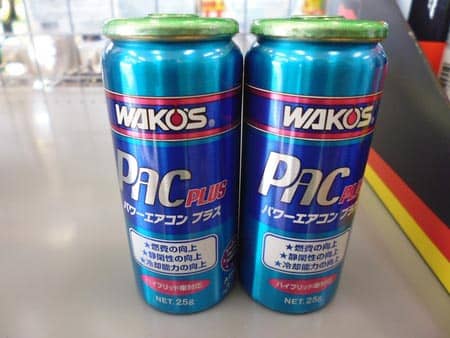 WAKO'S®
PAC PLUS
パワーエアコン プラス
★燃費の向上
★静閑性の向上
★冷却能力の向上
ハイブリッド車対応
NET.25g
WAKO'S
PAC PLUS
パワーエアコン プラス
★燃費の向上
★静閑性の向上
★冷却能力の向上
ハイブリッド車対応
NET.25g